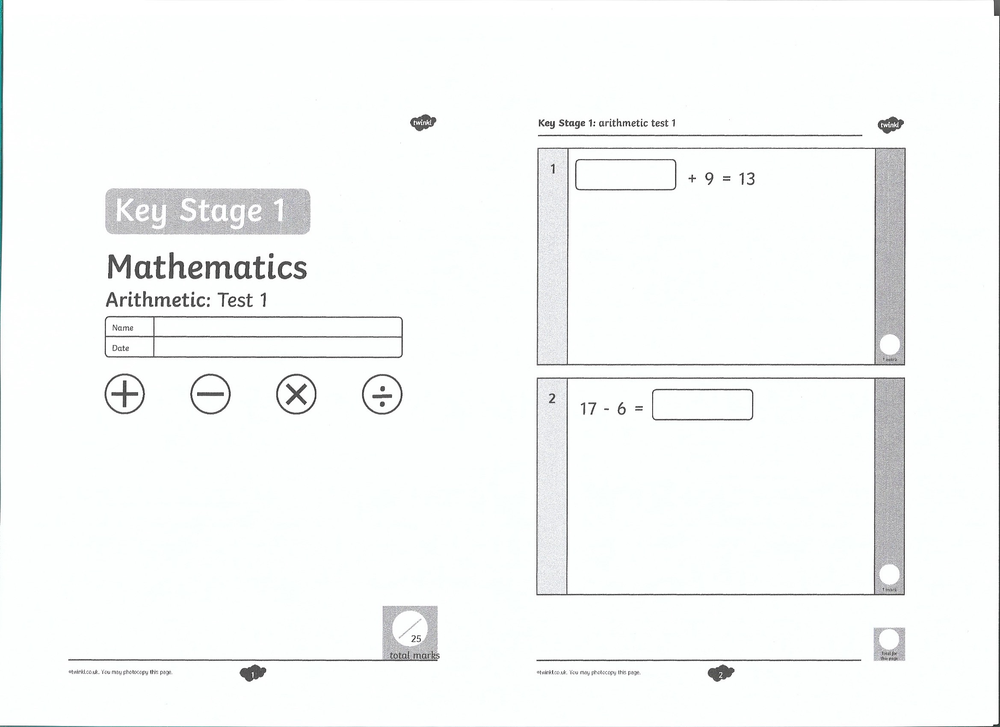 twinkl
Key Stage 1
Mathematics
Arithmetic: Test 1
Name
Date
25
total marks
©twinkl.co.uk. You may photocopy this page.
1
Key Stage 1: arithmetic test 1
twinkl
1
+ 9 = 13
1 mark
2
17 - 6 =
1 mark
Total for
this page
©twinkl.co.uk. You may photocopy this page.
2